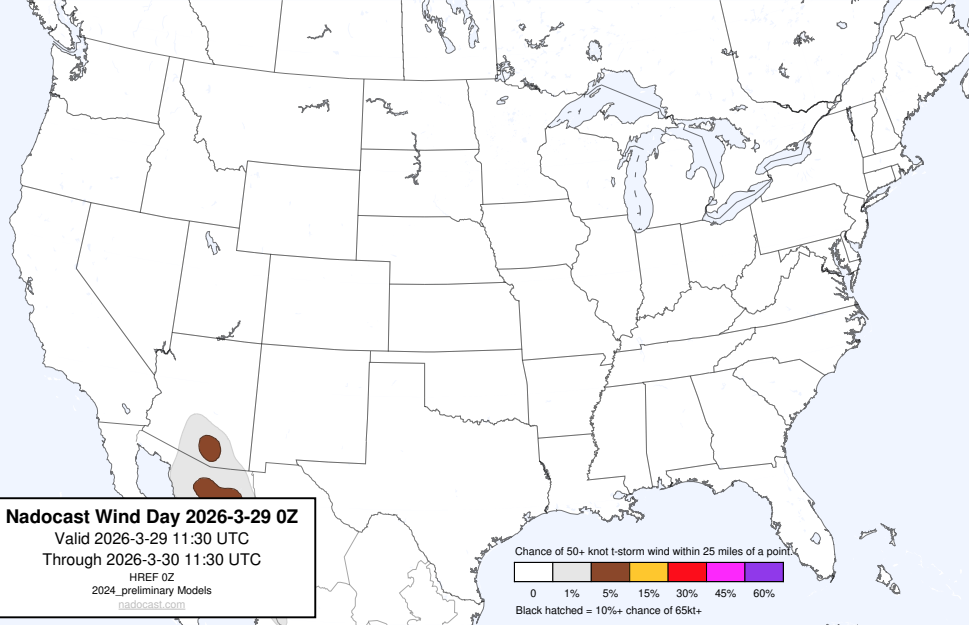 Nadocast Wind Day 2026-3-29 0Z
Valid 2026-3-29 11:30 UTC
Through 2026-3-30 11:30 UTC
HREF 0Z
2024_preliminary Models
nadocast.com
Chance of 50+ knot t-storm wind within 25 miles of a point.
0 1% 5% 15% 30% 45% 60%
Black hatched = 10%+ chance of 65kt+